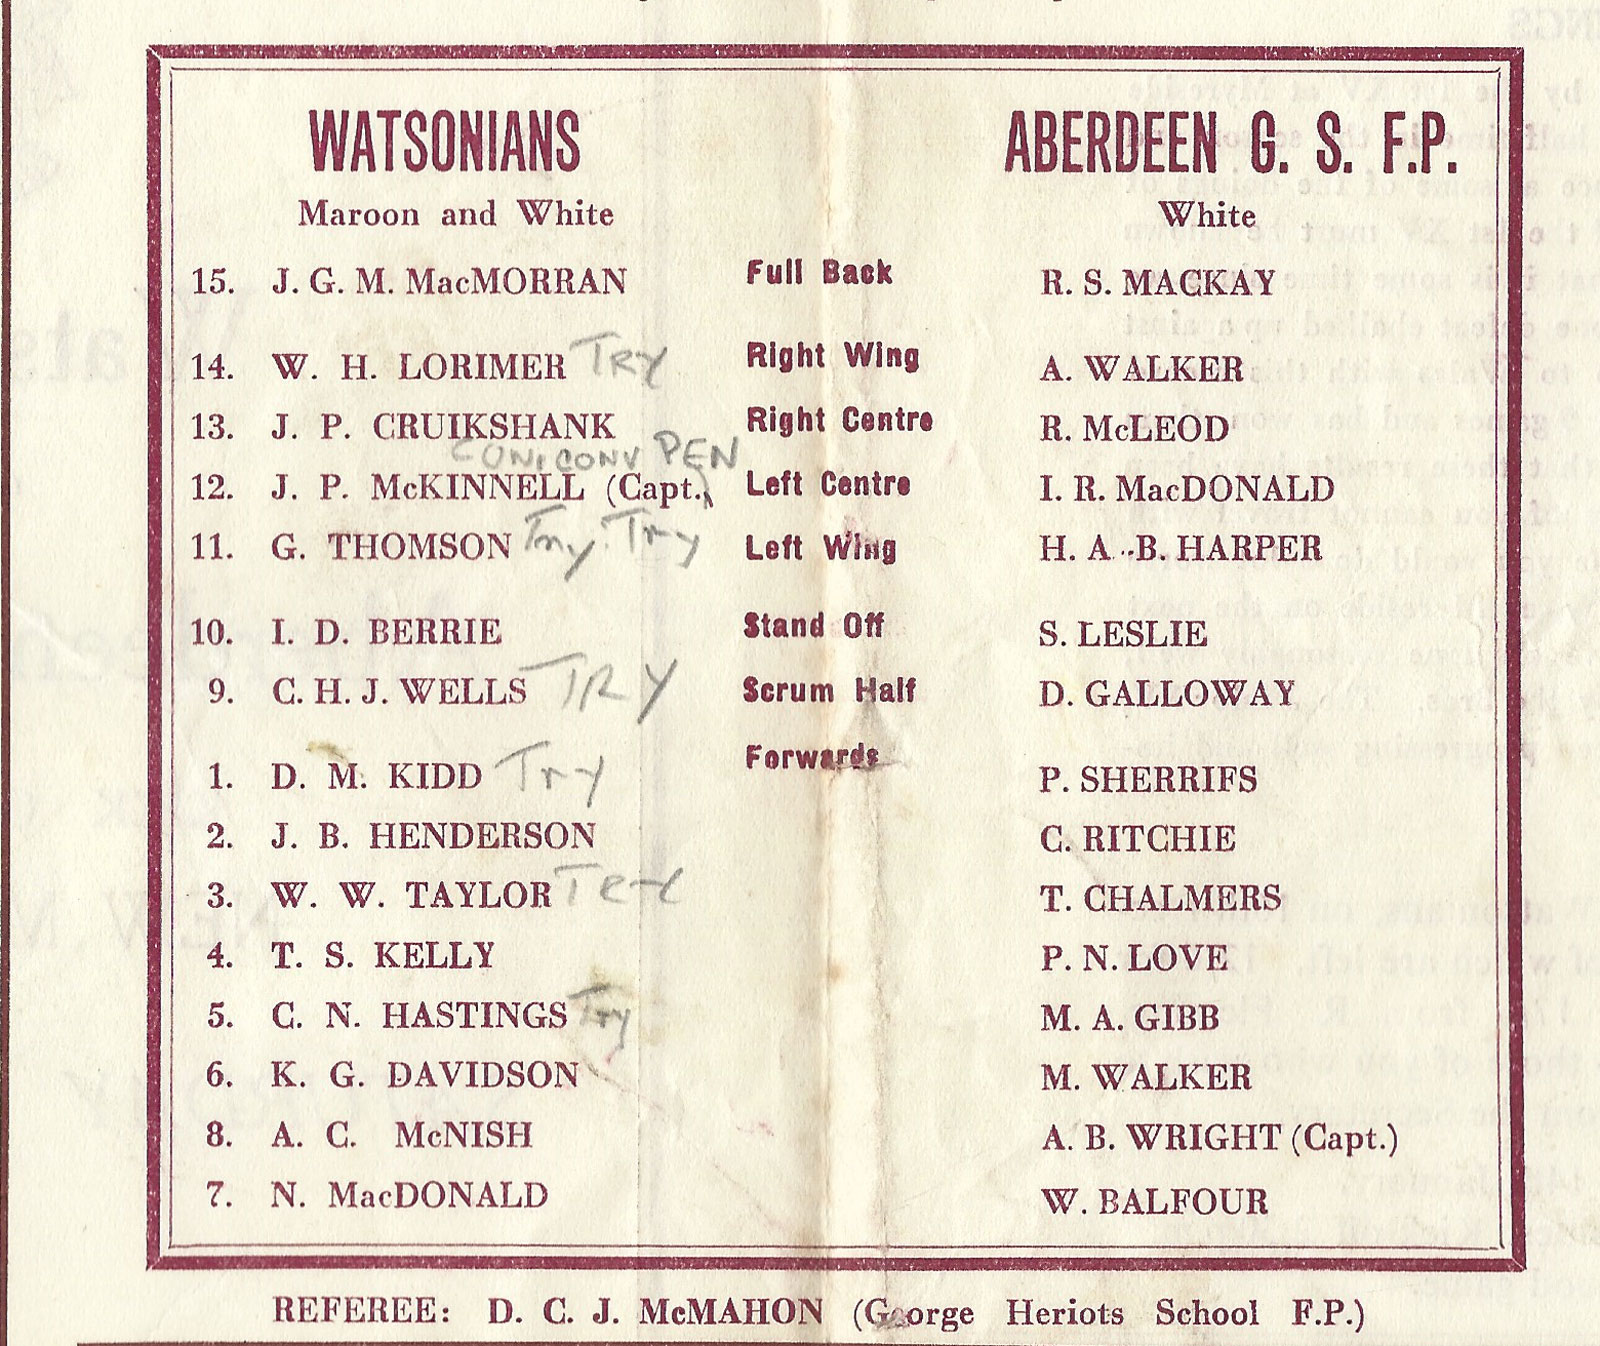 WATSONIANS ABERDEEN G. S. F.P.
Maroon and White White
15. J. G. M. MacMORRAN Full Back R. S. MACKAY
14. W. H. LORIMER TRY Right Wing A. WALKER
13. J. P. CRUIKSHANK Right Centre R. McLEOD
CON: CONV PEN
12. J. P. McKINNELL (Capt.) Left Centre I. R. MacDONALD
11. G. THOMSON Try. Try Left Wing H. A. B. HARPER
10. I. D. BERRIE Stand Off S. LESLIE
9. C. H. J. WELLS TRY Scrum Half D. GALLOWAY
Forwards
1. D. M. KIDD Try P. SHERRIFS
2. J. B. HENDERSON C. RITCHIE
3. W. W. TAYLOR TRY T. CHALMERS
4. T. S. KELLY P. N. LOVE
5. C. N. HASTINGS Try M. A. GIBB
6. K. G. DAVIDSON M. WALKER
8. A. C. McNISH A. B. WRIGHT (Capt.)
7. N. MacDONALD W. BALFOUR
REFEREE: D. C. J. McMAHON (George Heriots School F.P.)